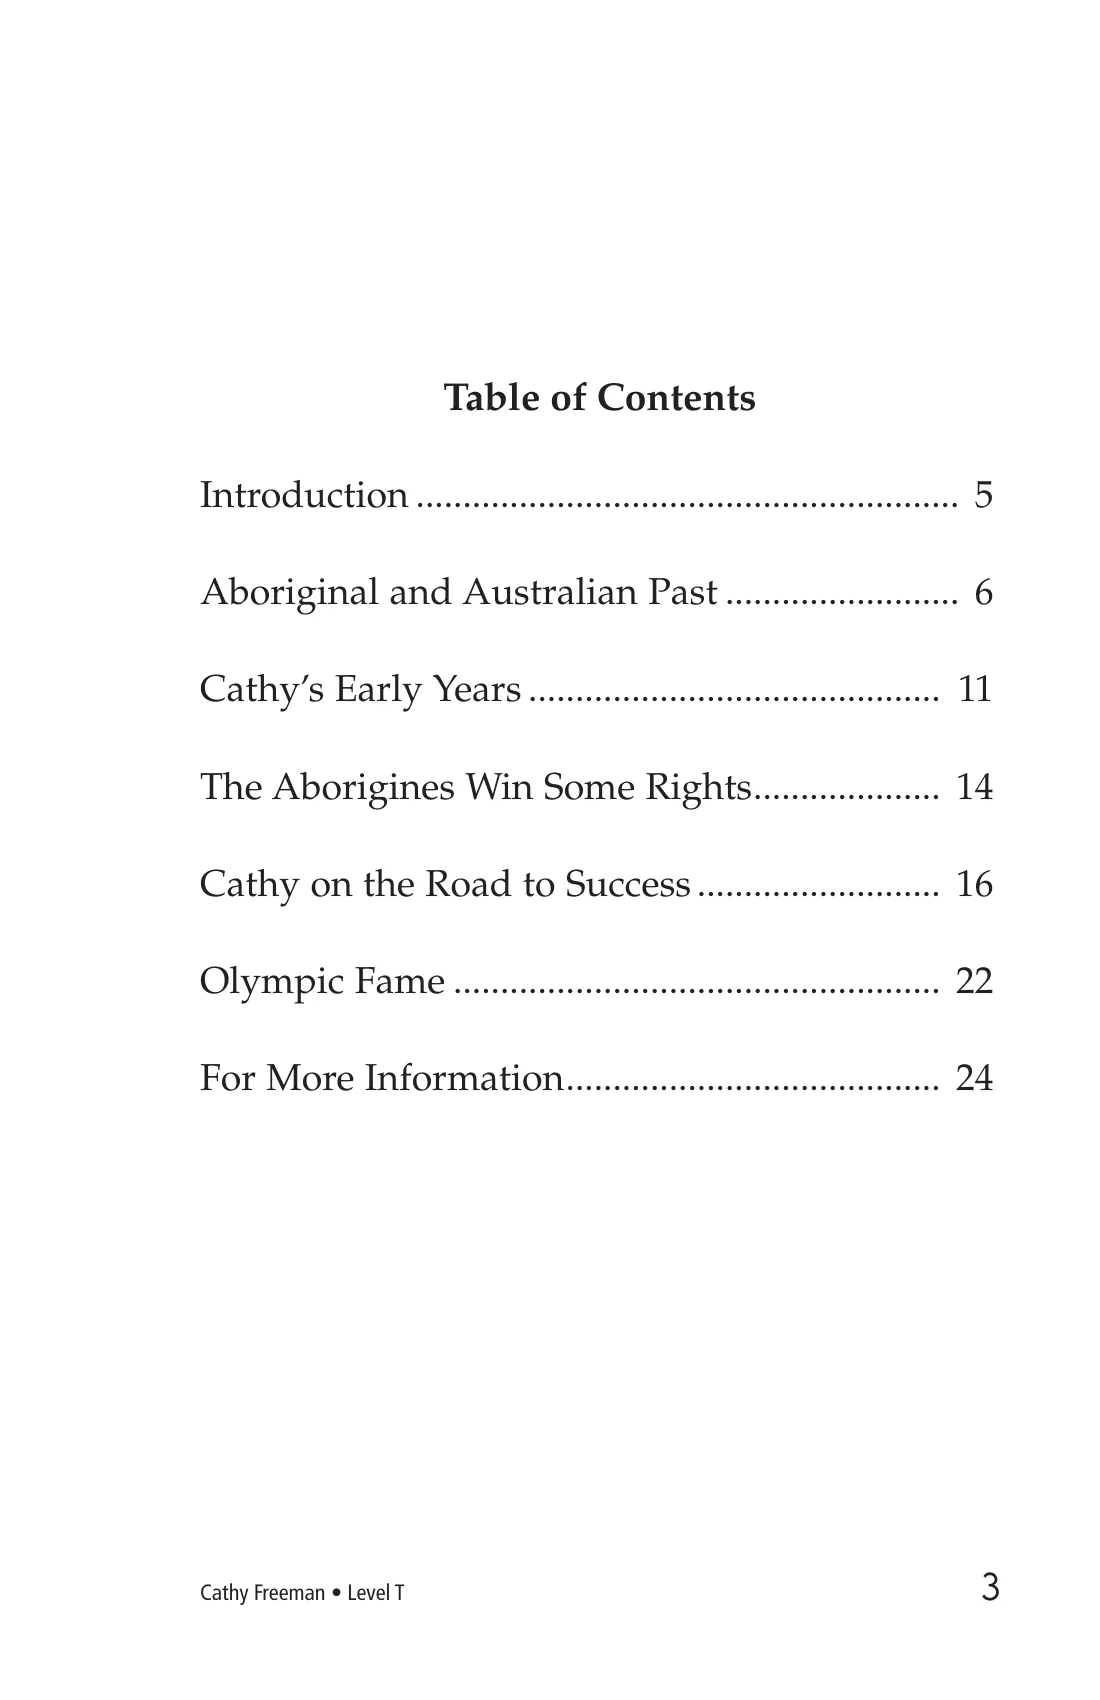 Table of Contents
Introduction ......................................................... 5
Aboriginal and Australian Past ......................... 6
Cathy’s Early Years ............................................ 11
The Aborigines Win Some Rights.................... 14
Cathy on the Road to Success .......................... 16
Olympic Fame .................................................... 22
For More Information........................................ 24
Cathy Freeman • Level T
3